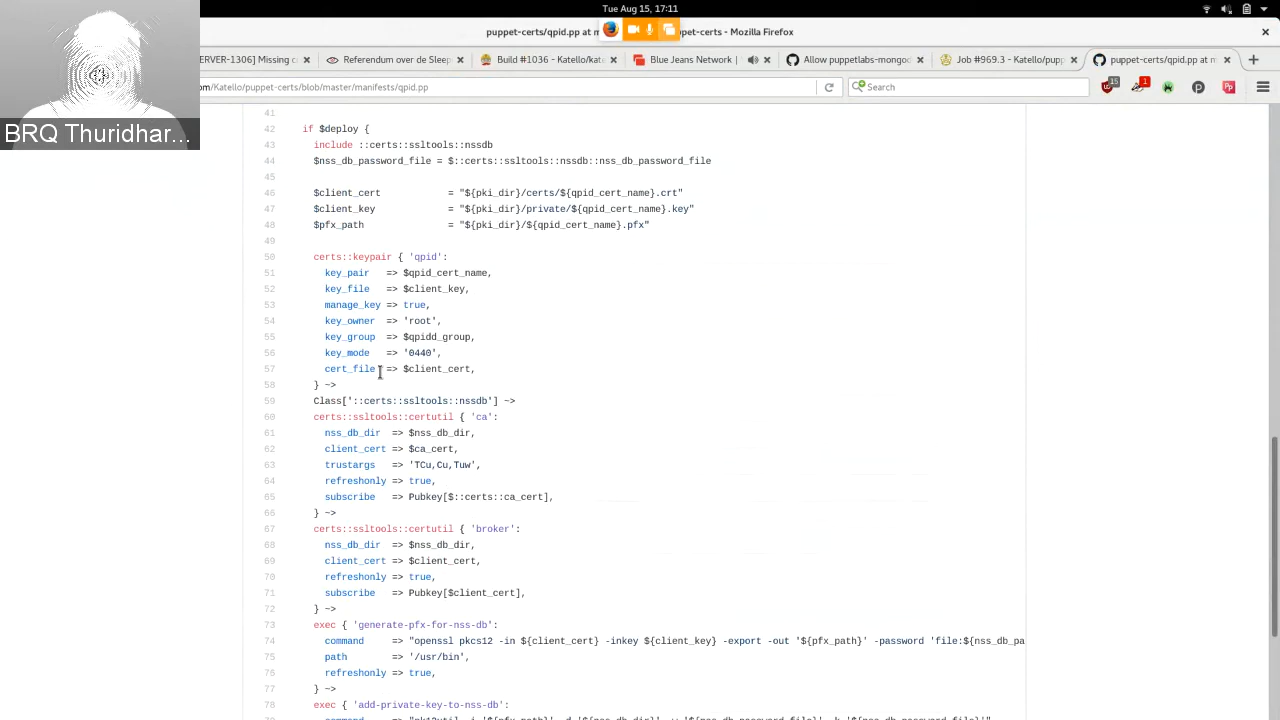 Tue Aug 15, 17:11
puppet-certs/qpid.pp at m
ppet-certs - Mozilla Firefox
ERVER-1306] Missing c
Referendum over de Sleep
Build #1036 - Katello/kate
Blue Jeans Network |
Allow puppetlabs-mongod
Job #969.3 - Katello/pupp
puppet-certs/qpid.pp at m
om/Katello/puppet-certs/blob/master/manifests/qpid.pp
Search
15
1
BRQ Thuridhar...
41
42 if $deploy {
43 include ::certs::ssltools::nssdb
44 $nss_db_password_file = $::certs::ssltools::nssdb::nss_db_password_file
45
46 $client_cert = "${pki_dir}/certs/${qpid_cert_name}.crt"
47 $client_key = "${pki_dir}/private/${qpid_cert_name}.key"
48 $pfx_path = "${pki_dir}/${qpid_cert_name}.pfx"
49
50 certs::keypair { 'qpid':
51 key_pair => $qpid_cert_name,
52 key_file => $client_key,
53 manage_key => true,
54 key_owner => 'root',
55 key_group => $qpidd_group,
56 key_mode => '0440',
57 cert_file => $client_cert,
58 } ~>
59 Class['::certs::ssltools::nssdb'] ~>
60 certs::ssltools::certutil { 'ca':
61 nss_db_dir => $nss_db_dir,
62 client_cert => $ca_cert,
63 trustargs => 'TCu,Cu,Tuw',
64 refreshonly => true,
65 subscribe => Pubkey[$::certs::ca_cert],
66 } ~>
67 certs::ssltools::certutil { 'broker':
68 nss_db_dir => $nss_db_dir,
69 client_cert => $client_cert,
70 refreshonly => true,
71 subscribe => Pubkey[$client_cert],
72 } ~>
73 exec { 'generate-pfx-for-nss-db':
74 command => "openssl pkcs12 -in ${client_cert} -inkey ${client_key} -export -out '${pfx_path}' -password 'file:${nss_db_pa
75 path => '/usr/bin',
76 refreshonly => true,
77 } ~>
78 exec { 'add-private-key-to-nss-db':